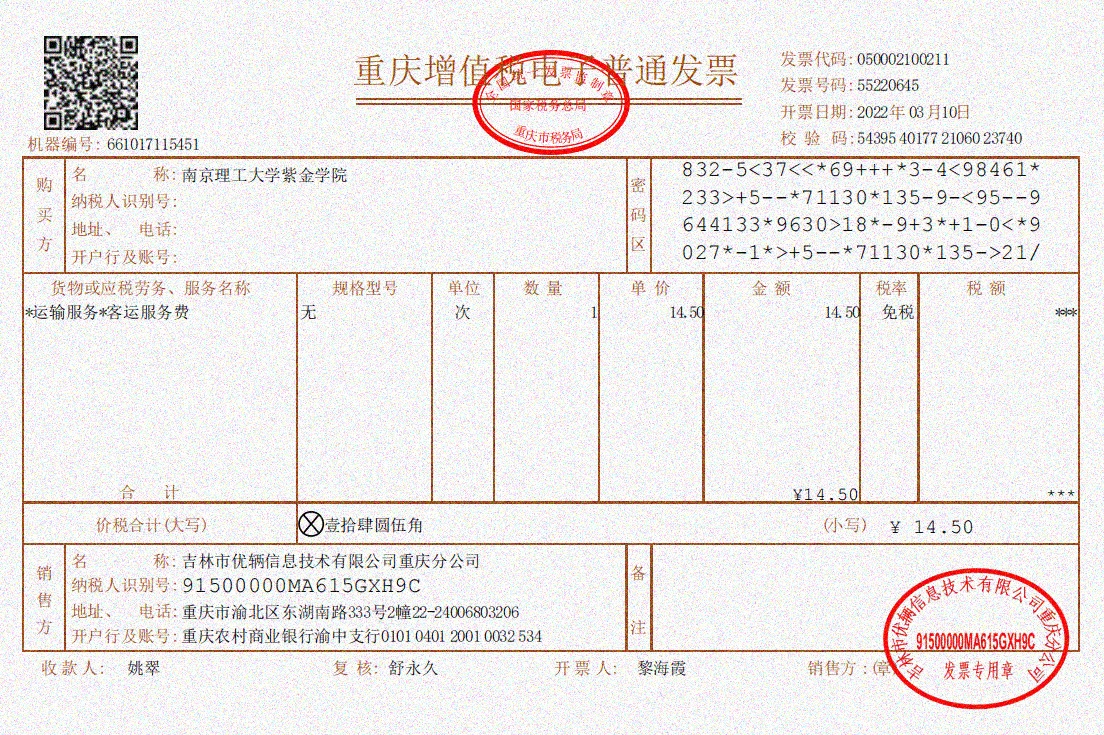 重庆增值税电子普通发票
全国统一发票监制章
国家税务总局
重庆市税务局
发票代码: 050002100211
发票号码: 55220645
开票日期: 2022年 03月10日
校 验 码: 54395 40177 21060 23740
机器编号: 661017115451
购买方
名 称: 南京理工大学紫金学院
纳税人识别号:
地址、 电话:
开户行及账号:
密码区
832-5<37<<*69+++*3-4<98461*
233>+5--*71130*135-9-<95--9
644133*9630>18*-9+3*+1-0<*9
027*-1*>+5--*71130*135->21/
货物或应税劳务、服务名称 规格型号 单位 数 量 单 价 金 额 税率 税 额
*运输服务*客运服务费 无 次 1 14.50 14.50 免税 ***
合 计 ¥14.50 ***
价税合计(大写) ⊗壹拾肆圆伍角 (小写) ¥ 14.50
销售方
名 称: 吉林市优辆信息技术有限公司重庆分公司
纳税人识别号: 91500000MA615GXH9C
地址、 电话: 重庆市渝北区东湖南路333号2幢22-24006803206
开户行及账号: 重庆农村商业银行渝中支行0101 0401 2001 0032 534
备注
收 款 人: 姚翠 复 核: 舒永久 开 票 人: 黎海霞 销售方 : (章
吉林市优辆信息技术有限公司重庆分公司
91500000MA615GXH9C
发票专用章